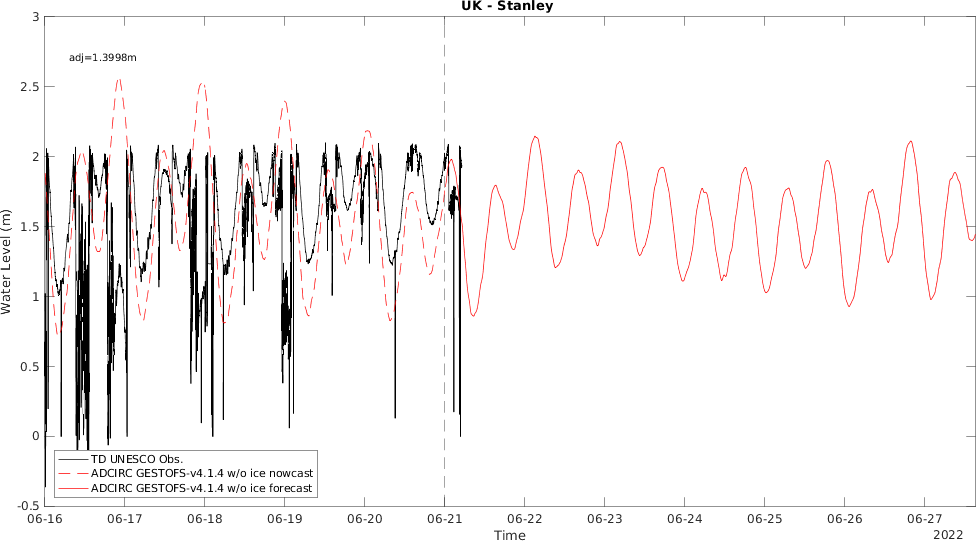 UK - Stanley
3
adj=1.3998m
2.5
2
1.5
1
0.5
0
-0.5
Water Level (m)
TD UNESCO Obs.
ADCIRC GESTOFS-v4.1.4 w/o ice nowcast
ADCIRC GESTOFS-v4.1.4 w/o ice forecast
06-16 06-17 06-18 06-19 06-20 06-21 06-22 06-23 06-24 06-25 06-26 06-27
Time
2022